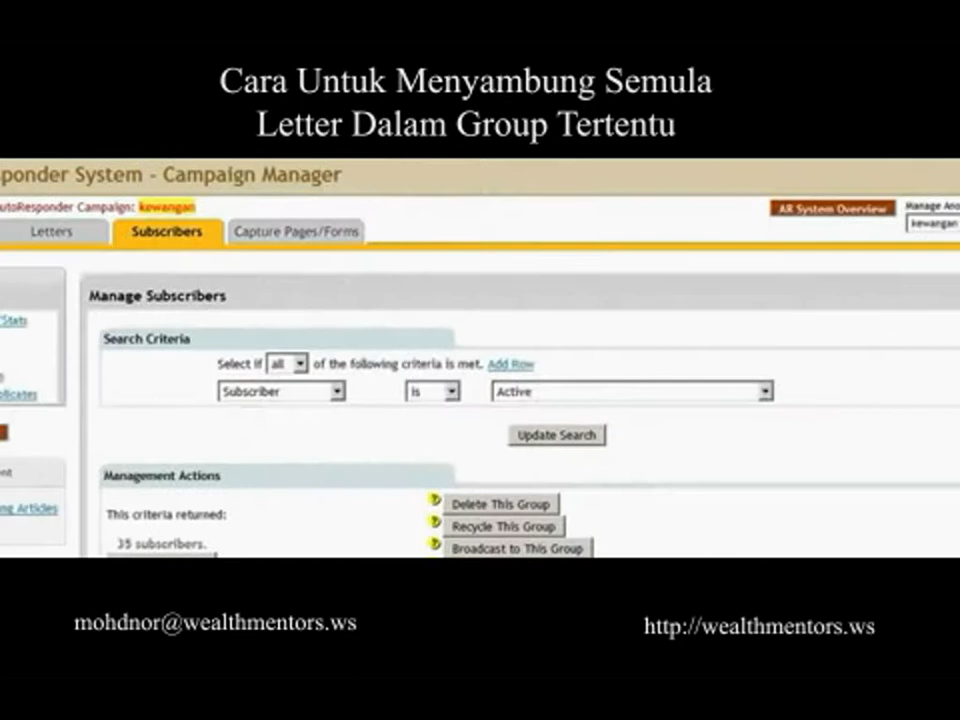 Cara Untuk Menyambung Semula
Letter Dalam Group Tertentu
ponder System - Campaign Manager
utoResponder Campaign: kewangan
AR System Overview
Manage Ano
kewangan
Letters
Subscribers
Capture Pages/Forms
Manage Subscribers
Stats
Search Criteria
Select if all of the following criteria is met. Add Row
plicates
Subscriber
is
Active
Update Search
nt
Management Actions
ng Articles
This criteria returned:
35 subscribers.
Delete This Group
Recycle This Group
Broadcast to This Group
mohdnor@wealthmentors.ws
http://wealthmentors.ws